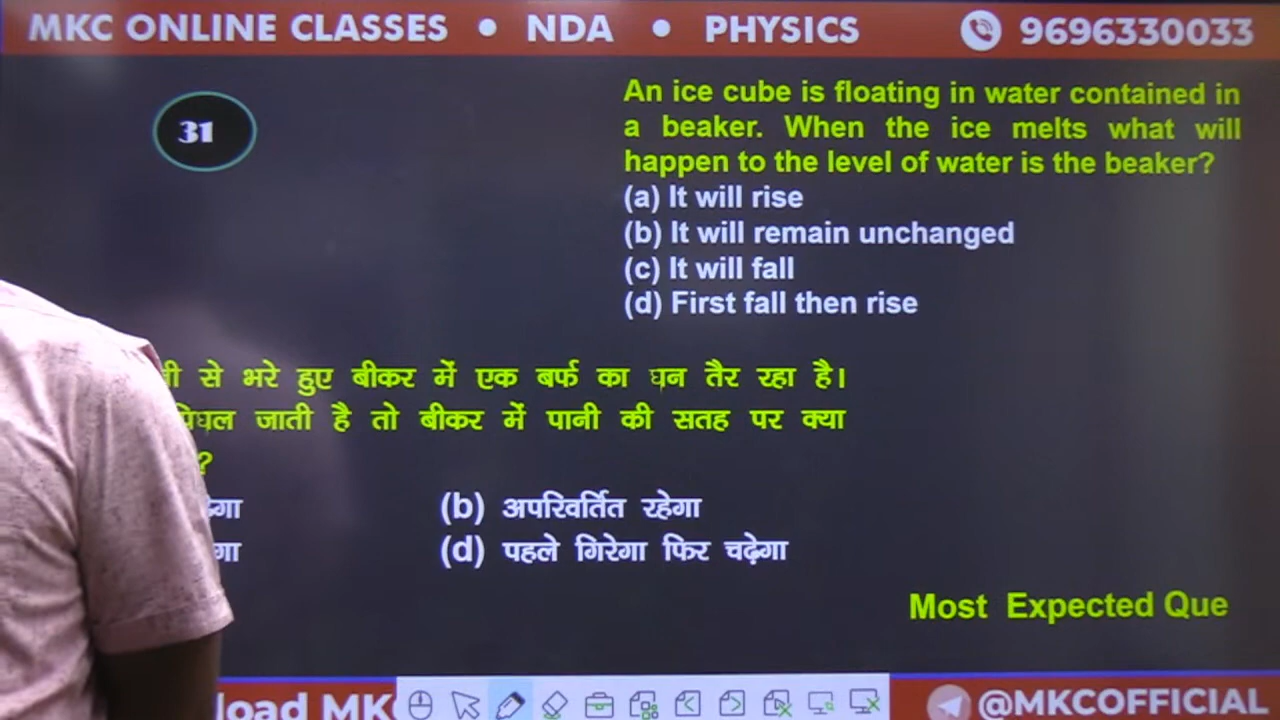 MKC ONLINE CLASSES • NDA • PHYSICS 9696330033
31
An ice cube is floating in water contained in
a beaker. When the ice melts what will
happen to the level of water is the beaker?
(a) It will rise
(b) It will remain unchanged
(c) It will fall
(d) First fall then rise
से भरे हुए बीकर में एक बर्फ का घन तैर रहा है।
पिघल जाती है तो बीकर में पानी की सतह पर क्या
?
(b) अपरिवर्तित रहेगा
(d) पहले गिरेगा फिर चढ़ेगा
Most Expected Que
@MKCOFFICIAL